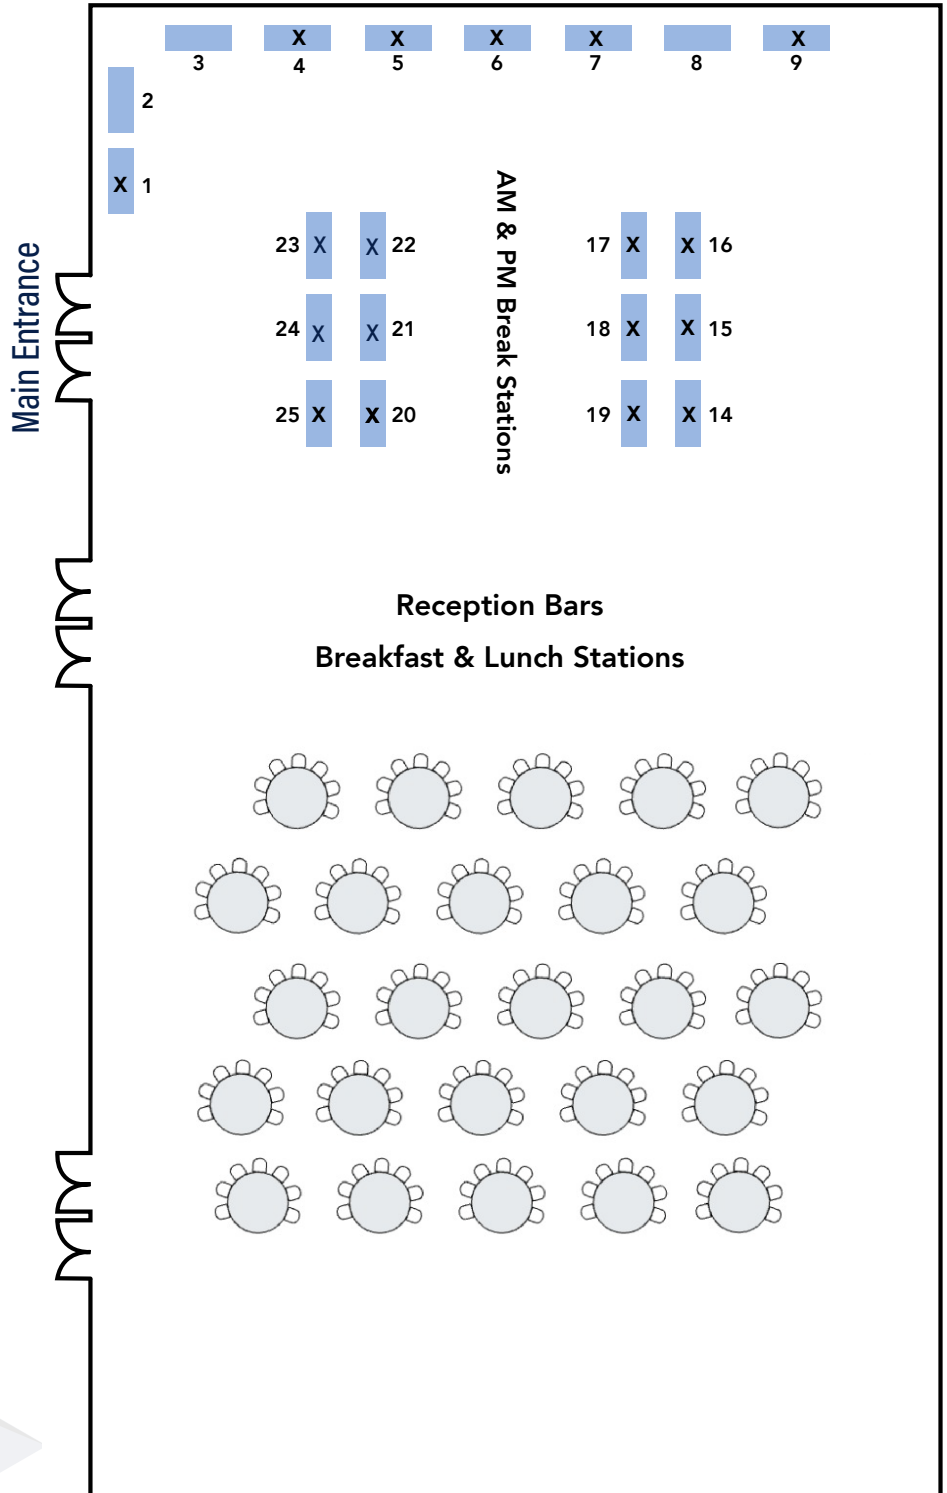 X X X X X
3 4 5 6 7 8 9
2
X 1
Main Entrance
AM & PM Break Stations
23 X X 22 17 X X 16
24 X X 21 18 X X 15
25 X X 20 19 X X 14
Reception Bars
Breakfast & Lunch Stations